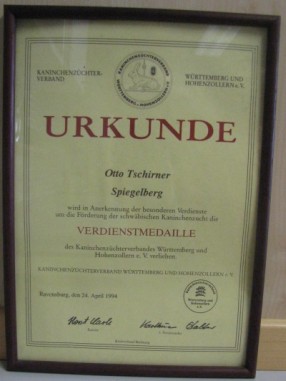 KANINCHENZÜCHTER-
VERBAND
WÜRTTEMBERG UND
HOHENZOLLERN e.V.
URKUNDE
Otto Tschirner
Spiegelberg
wird in Anerkennung der besonderen Verdienste
um die Förderung der schwäbischen Kaninchenzucht die
VERDIENSTMEDAILLE
des Kaninchenzüchterverbandes Württemberg und
Hohenzollern e. V. verliehen
KANINCHENZÜCHTERVERBAND WÜRTTEMBERG UND HOHENZOLLERN e. V.
Ravensburg, den 24. April 1994